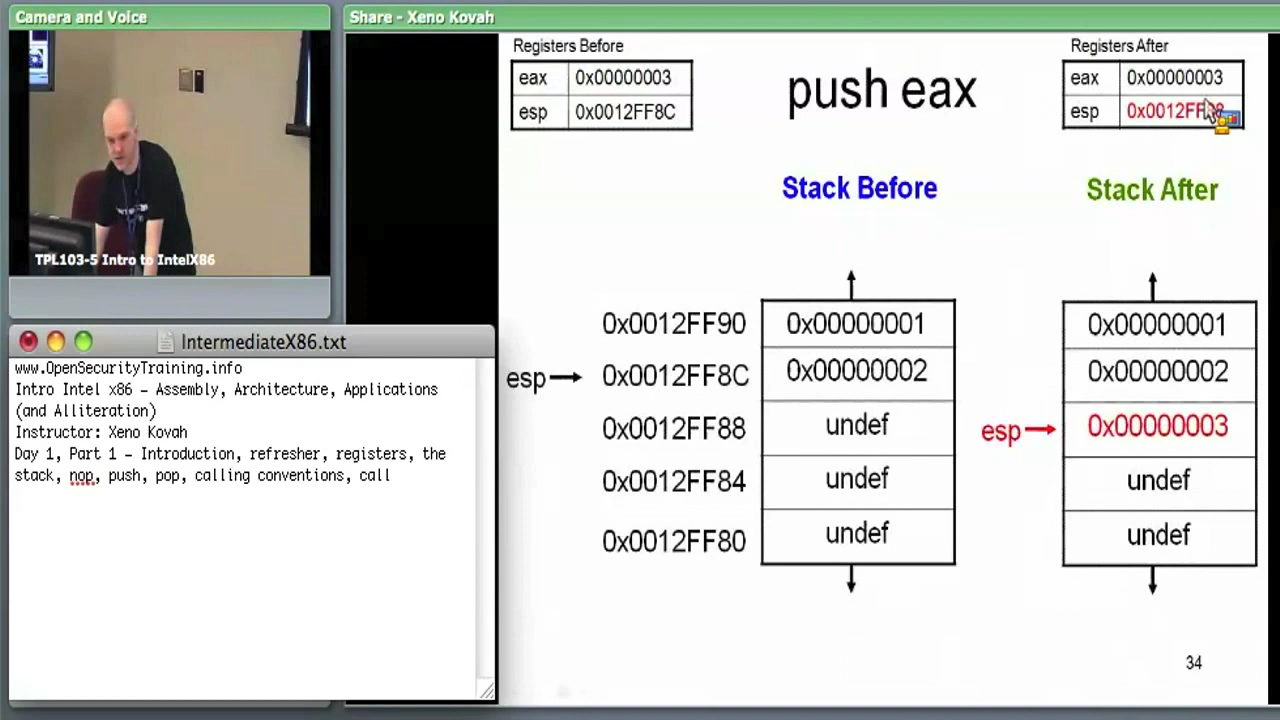 Camera and Voice
Share - Xeno Kovah
TPL103-5 Intro to IntelX86
IntermediateX86.txt
www.OpenSecurityTraining.info
Intro Intel x86 – Assembly, Architecture, Applications
(and Alliteration)
Instructor: Xeno Kovah
Day 1, Part 1 – Introduction, refresher, registers, the
stack, nop, push, pop, calling conventions, call
Registers Before
eax 0x00000003
esp 0x0012FF8C
push eax
Registers After
eax 0x00000003
esp
Stack Before
Stack After
0x0012FF90 0x00000001 0x00000001
esp 0x0012FF8C 0x00000002 0x00000002
0x0012FF88 undef esp 0x00000003
0x0012FF84 undef undef
0x0012FF80 undef undef
34